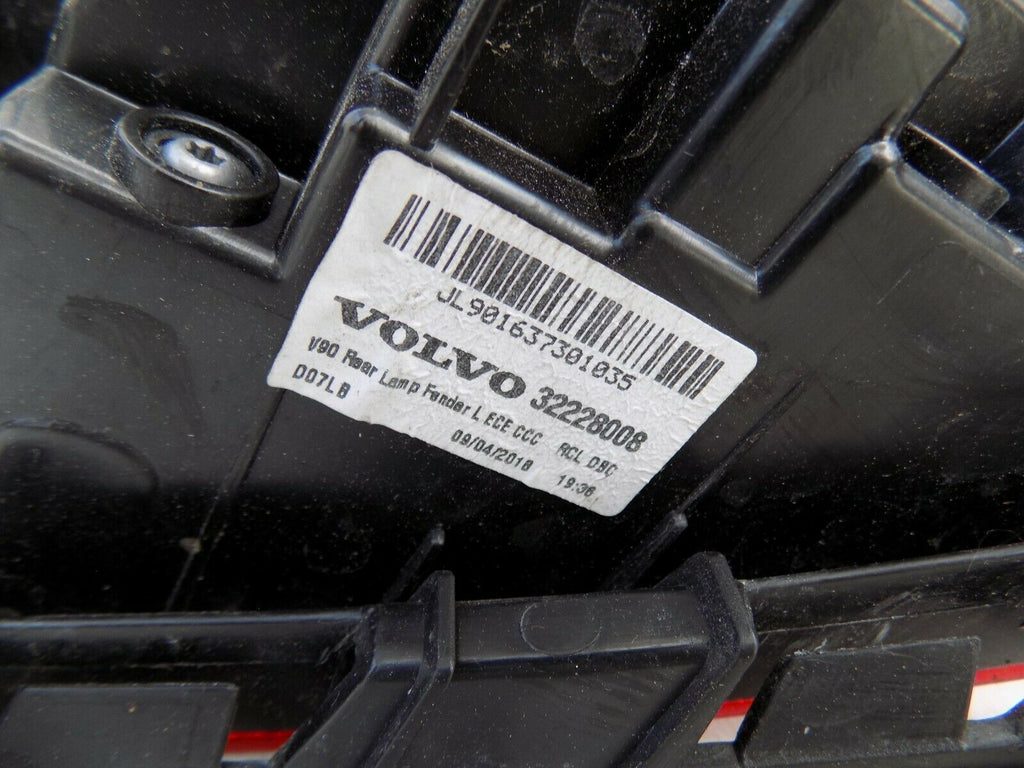 JL901637301035
VOLVO 32228008
V90 Rear Lamp Fender L ECE CCC RCL DBC
D07LB 09/04/2018 19:36